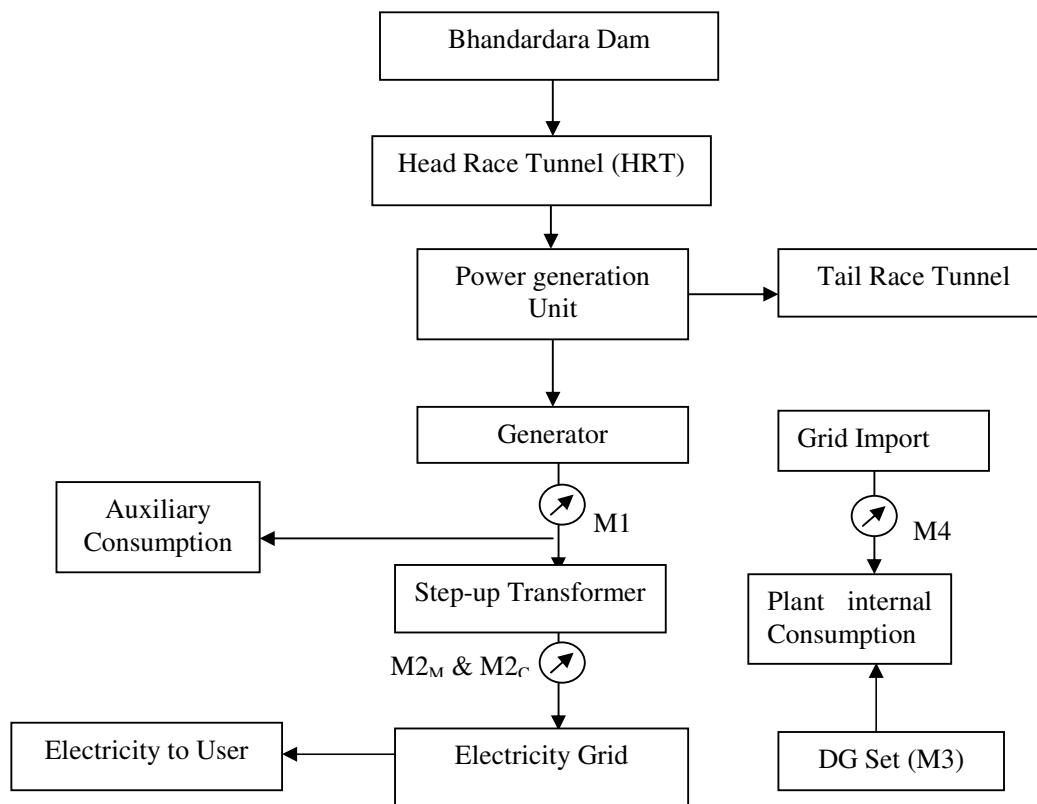 Bhandardara Dam
Head Race Tunnel (HRT)
Power generation
Unit
Tail Race Tunnel
Generator
Grid Import
Auxiliary
Consumption
M1
M4
Step-up Transformer
Plant internal
Consumption
M2M & M2C
Electricity to User
Electricity Grid
DG Set (M3)